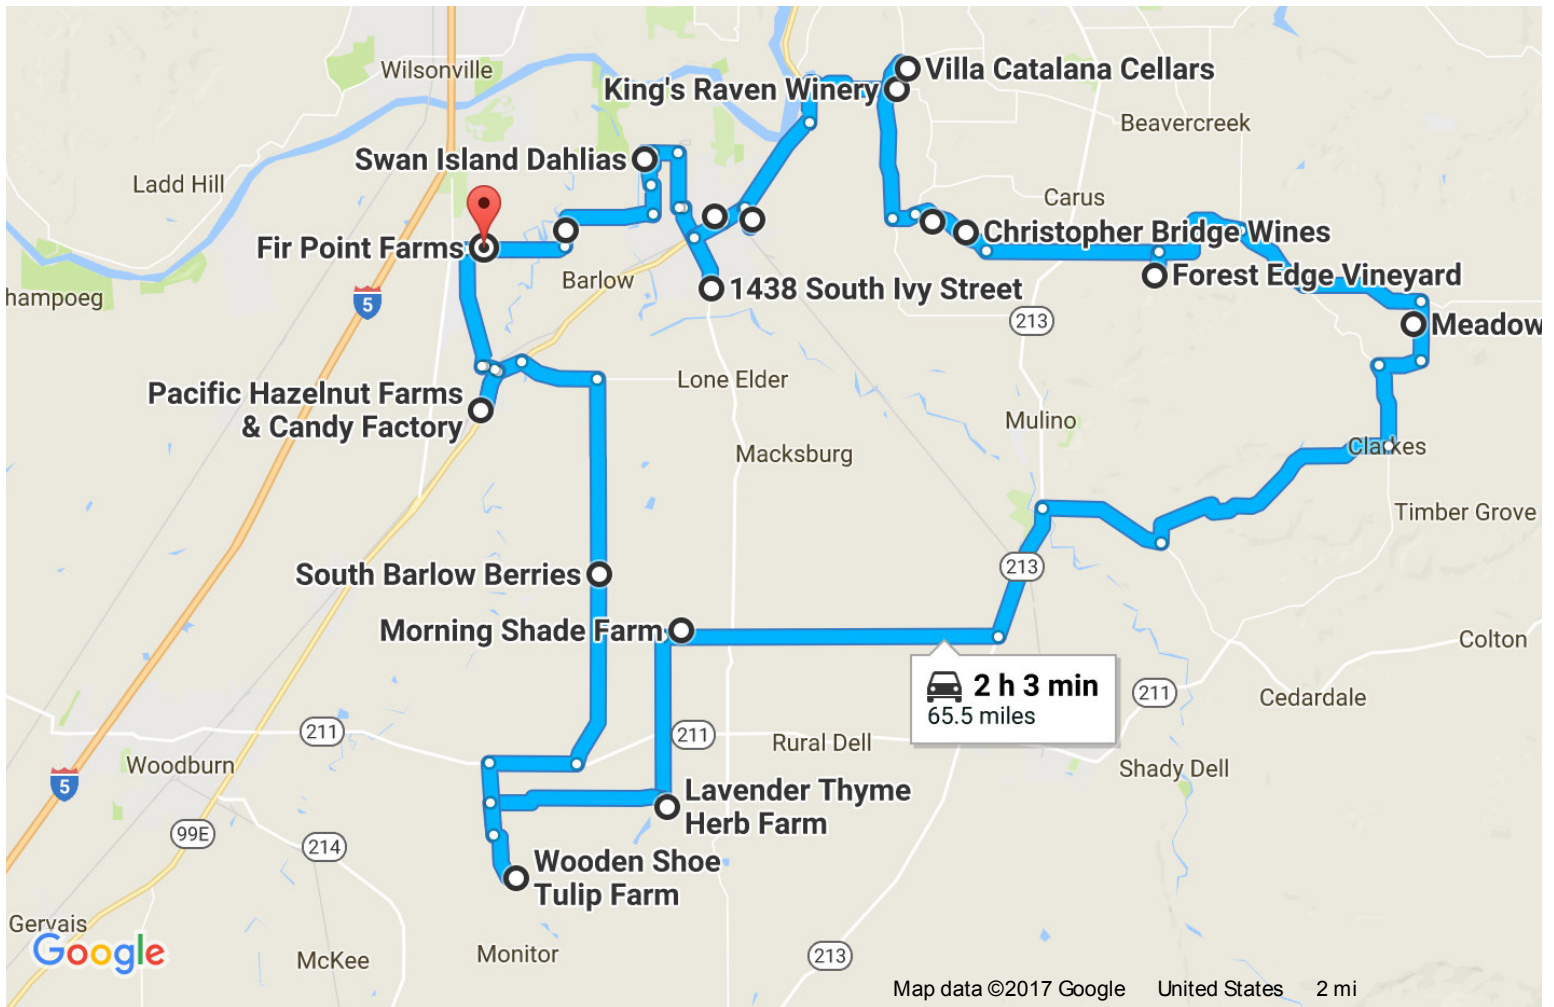 Wilsonville
Villa Catalana Cellars
King's Raven Winery
Beavercreek
Swan Island Dahlias
Ladd Hill
Carus
Fir Point Farms
Christopher Bridge Wines
Barlow
Forest Edge Vineyard
1438 South Ivy Street
hampoeg
5
213
Meadow
Pacific Hazelnut Farms
& Candy Factory
Lone Elder
Mulino
Macksburg
Clarkes
Timber Grove
South Barlow Berries
213
Morning Shade Farm
Colton
2 h 3 min
65.5 miles
211
Cedardale
211
211
Rural Dell
Woodburn
Shady Dell
5
Lavender Thyme
Herb Farm
99E
214
Wooden Shoe
Tulip Farm
Gervais
Google
McKee
Monitor
213
Map data ©2017 Google United States 2 mi